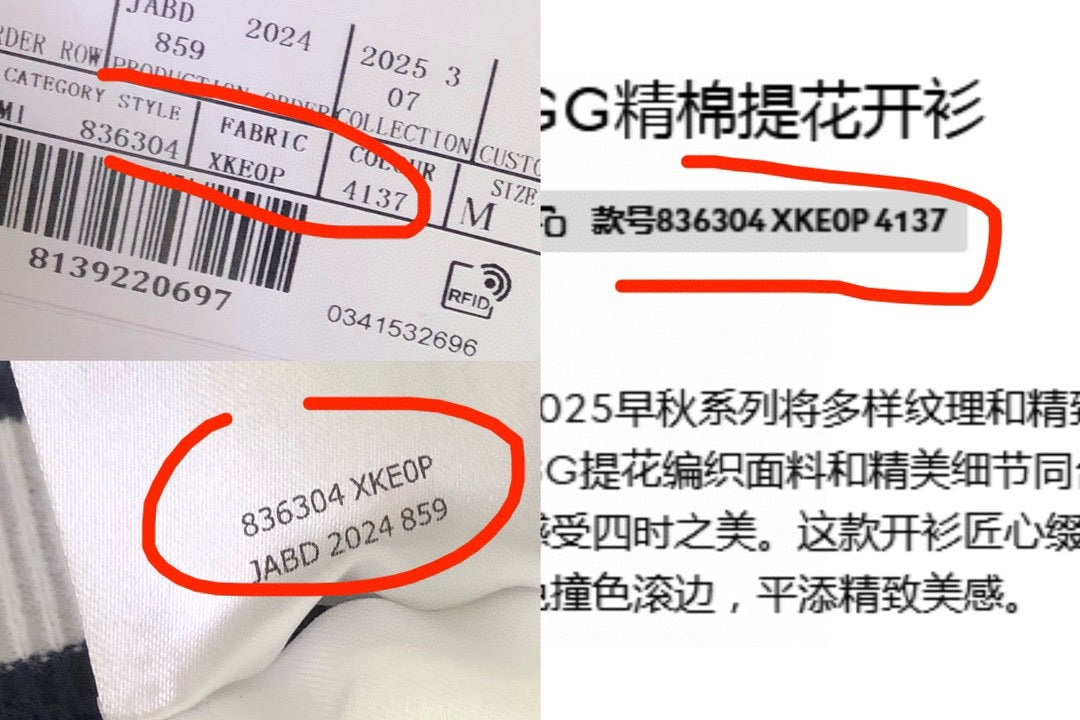 JABD 2024
859
2025 3
07
ORDER ROW
PRODUCTION ORDER
COLLECTION
CUSTO
CATEGORY STYLE
836304
FABRIC
XKE0P
COLOUR
4137
SIZE
M
8139220697
RFID
0341532696
836304 XKE0P
JABD 2024 859
GG精棉提花开衫
款号836304 XKE0P 4137
025早秋系列将多样纹理和精致
GG提花编织面料和精美细节同
感受四时之美。这款开衫匠心缀
色撞色滚边，平添精致美感。